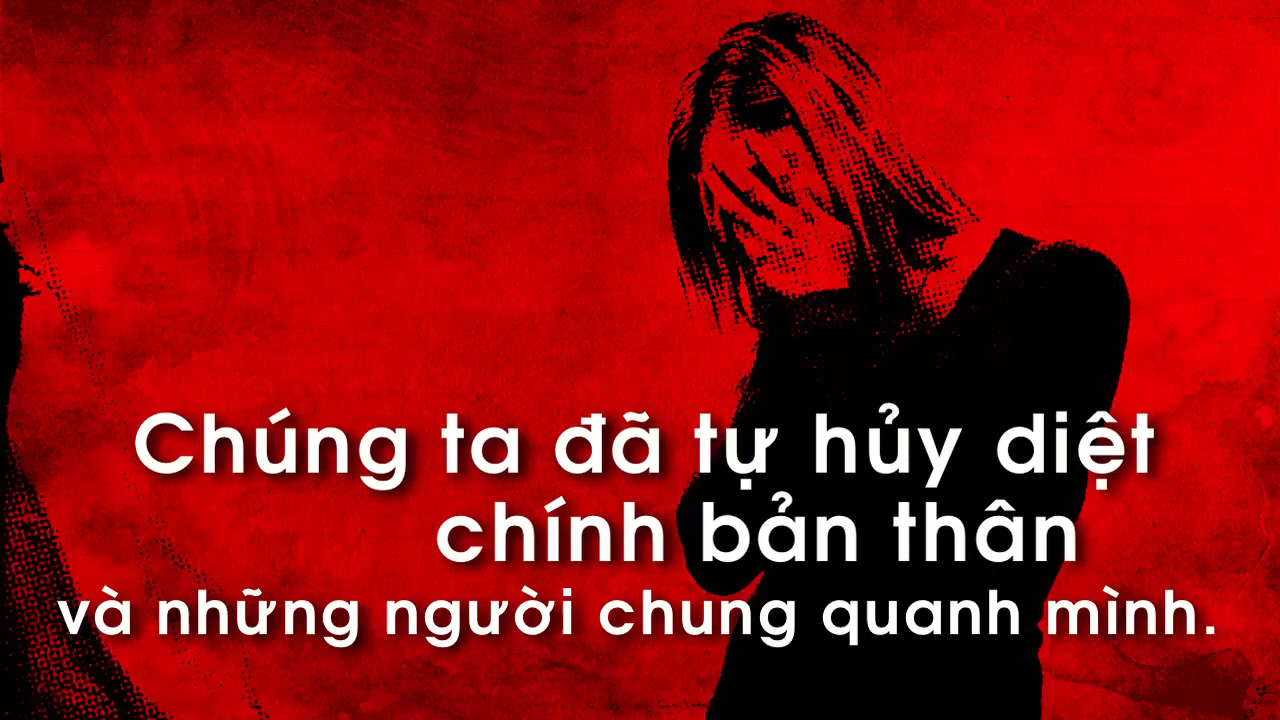 Chúng ta đã tự hủy diệt
chính bản thân
và những người chung quanh mình.